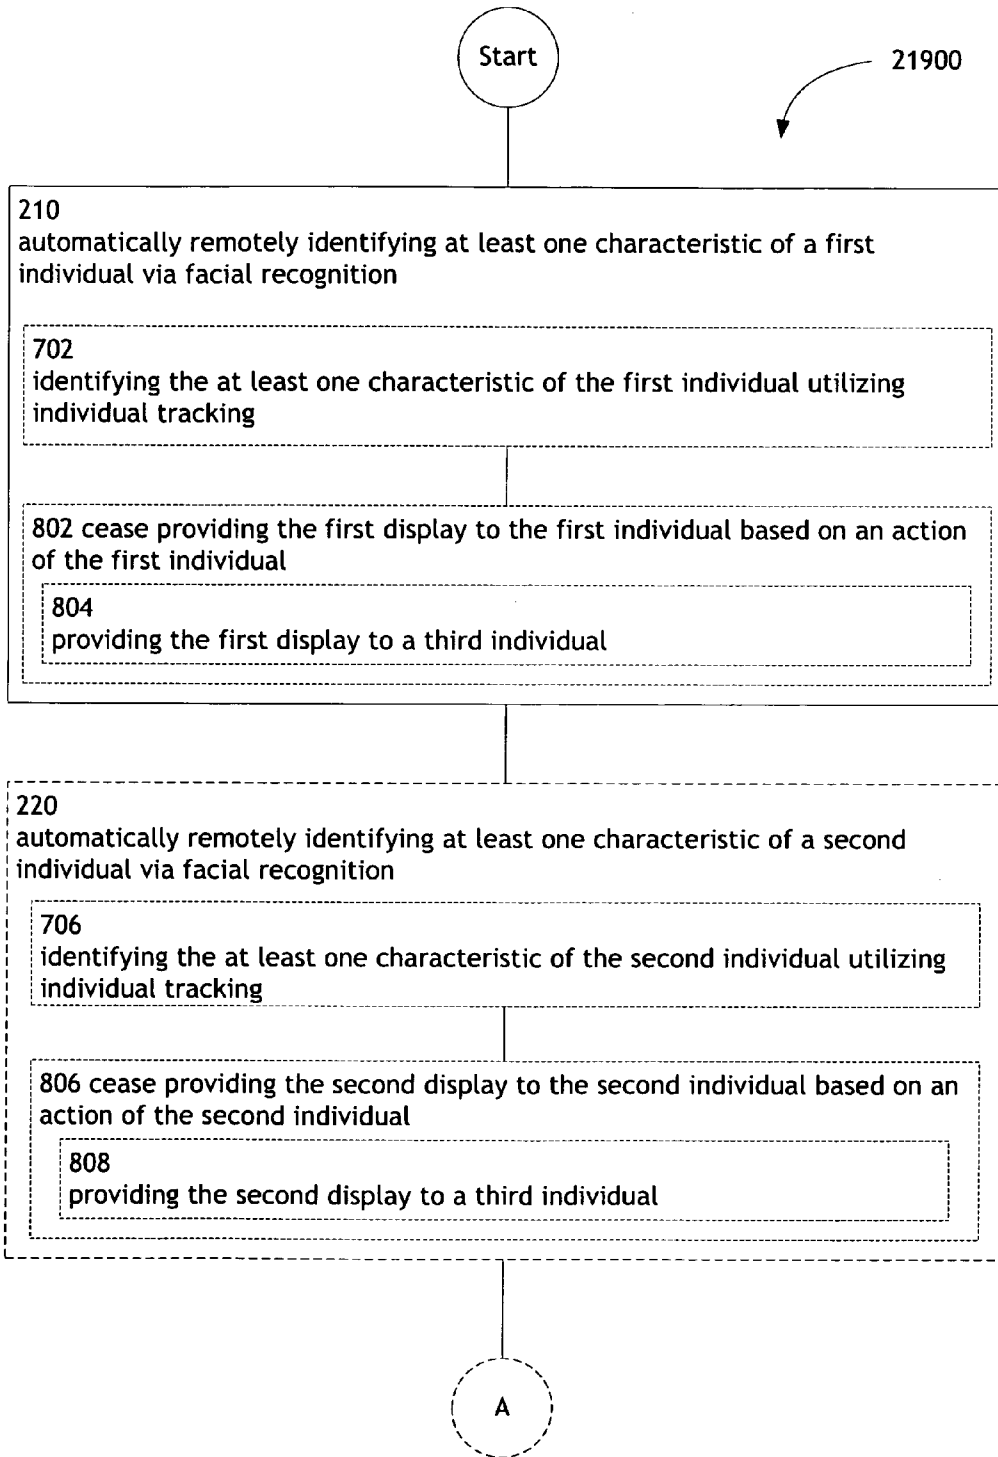 Start
21900
210
automatically remotely identifying at least one characteristic of a first
individual via facial recognition
702
identifying the at least one characteristic of the first individual utilizing
individual tracking
802 cease providing the first display to the first individual based on an action
of the first individual
804
providing the first display to a third individual
220
automatically remotely identifying at least one characteristic of a second
individual via facial recognition
706
identifying the at least one characteristic of the second individual utilizing
individual tracking
806 cease providing the second display to the second individual based on an
action of the second individual
808
providing the second display to a third individual
A